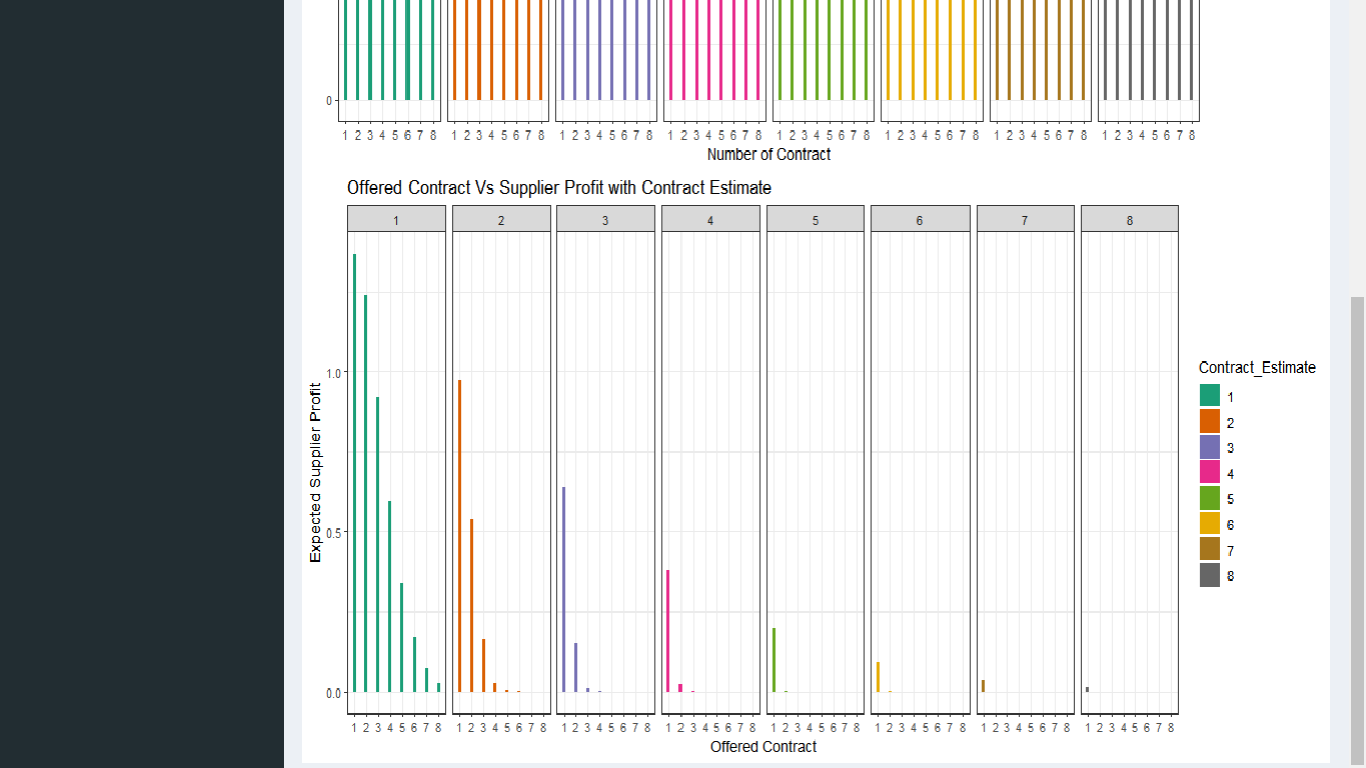 0
1 2 3 4 5 6 7 8 1 2 3 4 5 6 7 8 1 2 3 4 5 6 7 8 1 2 3 4 5 6 7 8 1 2 3 4 5 6 7 8 1 2 3 4 5 6 7 8 1 2 3 4 5 6 7 8 1 2 3 4 5 6 7 8
Number of Contract
Offered Contract Vs Supplier Profit with Contract Estimate
1 2 3 4 5 6 7 8
Expected Supplier Profit
1.0
0.5
0.0
1 2 3 4 5 6 7 8 1 2 3 4 5 6 7 8 1 2 3 4 5 6 7 8 1 2 3 4 5 6 7 8 1 2 3 4 5 6 7 8 1 2 3 4 5 6 7 8 1 2 3 4 5 6 7 8 1 2 3 4 5 6 7 8
Offered Contract
Contract_Estimate
1
2
3
4
5
6
7
8